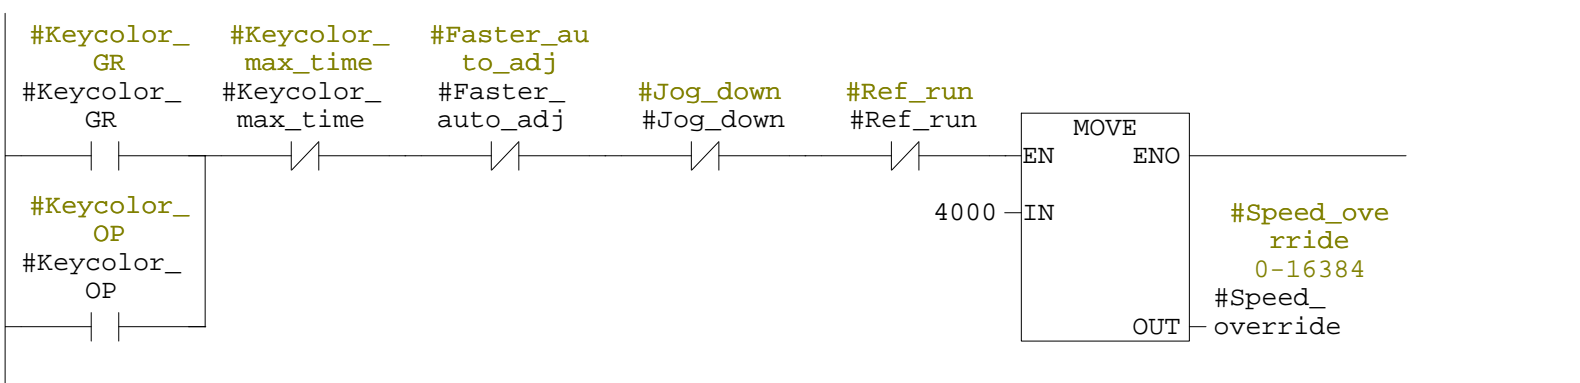 #Keycolor_
GR
#Keycolor_
GR
#Keycolor_
max_time
#Keycolor_
max_time
#Faster_au
to_adj
#Faster_
auto_adj
#Jog_down
#Jog_down
#Ref_run
#Ref_run
MOVE
EN
ENO
4000
IN
#Keycolor_
OP
#Keycolor_
OP
#Speed_ove
rride
0-16384
#Speed_
override
OUT